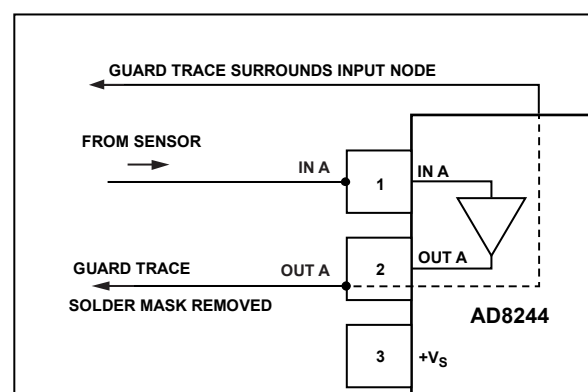 GUARD TRACE SURROUNDS INPUT NODE
FROM SENSOR
IN A
1
IN A
GUARD TRACE
OUT A
2
OUT A
SOLDER MASK REMOVED
AD8244
3
+VS